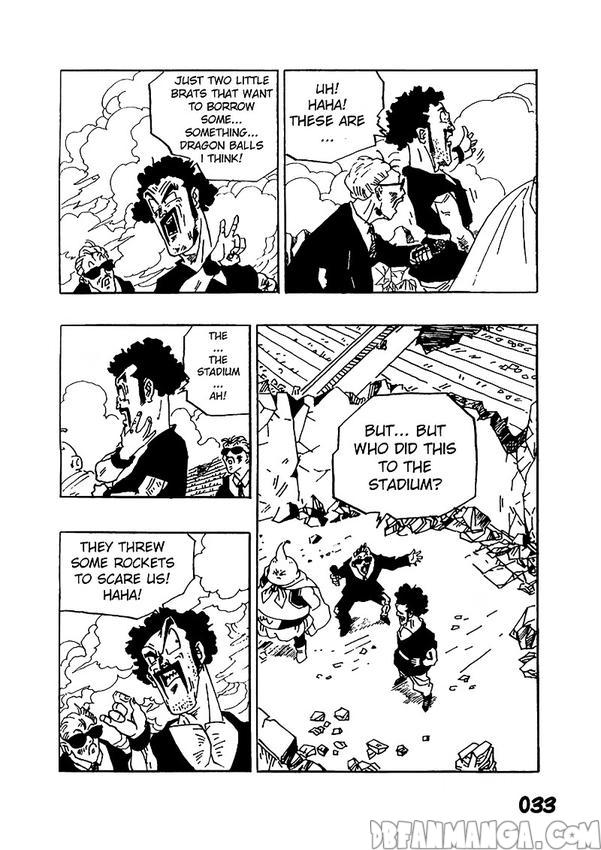 JUST TWO LITTLE
BRATS THAT WANT
TO BORROW
SOME...
SOMETHING...
DRAGON BALLS
I THINK!
UH!
HAHA!
THESE ARE
...
THE
...
THE
STADIUM
...
AH!
BUT... BUT
WHO DID THIS
TO THE
STADIUM?
THEY THREW
SOME ROCKETS
TO SCARE US!
HAHA!
033
DBFANMANGA.COM